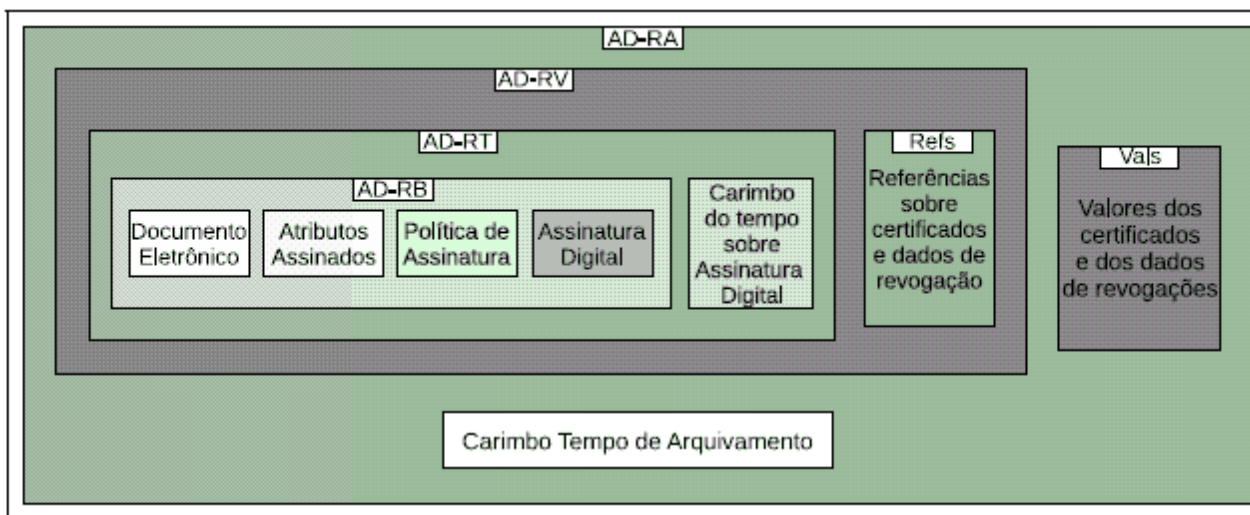 AD-RA
AD-RV
AD-RT
AD-RB
Documento
Eletrônico
Atributos
Assinados
Política de
Assinatura
Assinatura
Digital
Carimbo
do tempo
sobre
Assinatura
Digital
Refs
Referências
sobre
certificados
e dados de
revogação
Vals
Valores dos
certificados
e dos dados
de revogações
Carimbo Tempo de Arquivamento